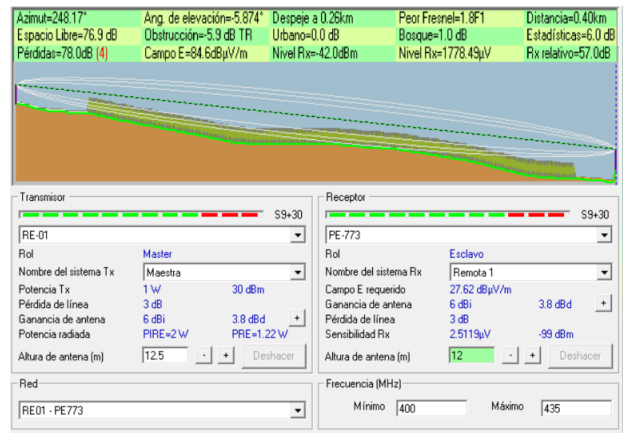 Azimut=248.17° Ang. de elevación=-5.874° Despeje a 0.26km Peor Fresnel=1.8F1 Distancia=0.40km
Espacio Libre=76.9 dB Obstrucción=-5.9 dB TR Urbano=0.0 dB Bosque=1.0 dB Estadísticas=6.0 dB
Pérdidas=78.0dB (4) Campo E=84.6dBµV/m Nivel Rx=-42.0dBm Nivel Rx=1778.49µV Rx relativo=57.0dB
Transmisor Receptor
S9+30 S9+30
RE-01 PE-773
Rol Master Rol Esclavo
Nombre del sistema Tx Maestra Nombre del sistema Rx Remota 1
Potencia Tx 1 W 30 dBm Campo E requerido 27.62 dBµV/m
Pérdida de línea 3 dB Ganancia de antena 6 dBi 3.8 dBd +
Ganancia de antena 6 dBi 3.8 dBd + Pérdida de línea 3 dB
Potencia radiada PIRE=2 W PRE=1.22 W Sensibilidad Rx 2.5119µV -99 dBm
Altura de antena (m) 12.5 - + Deshacer Altura de antena (m) 12 - + Deshacer
Red Frecuencia (MHz)
RE01 - PE773 Mínimo 400 Máximo 435